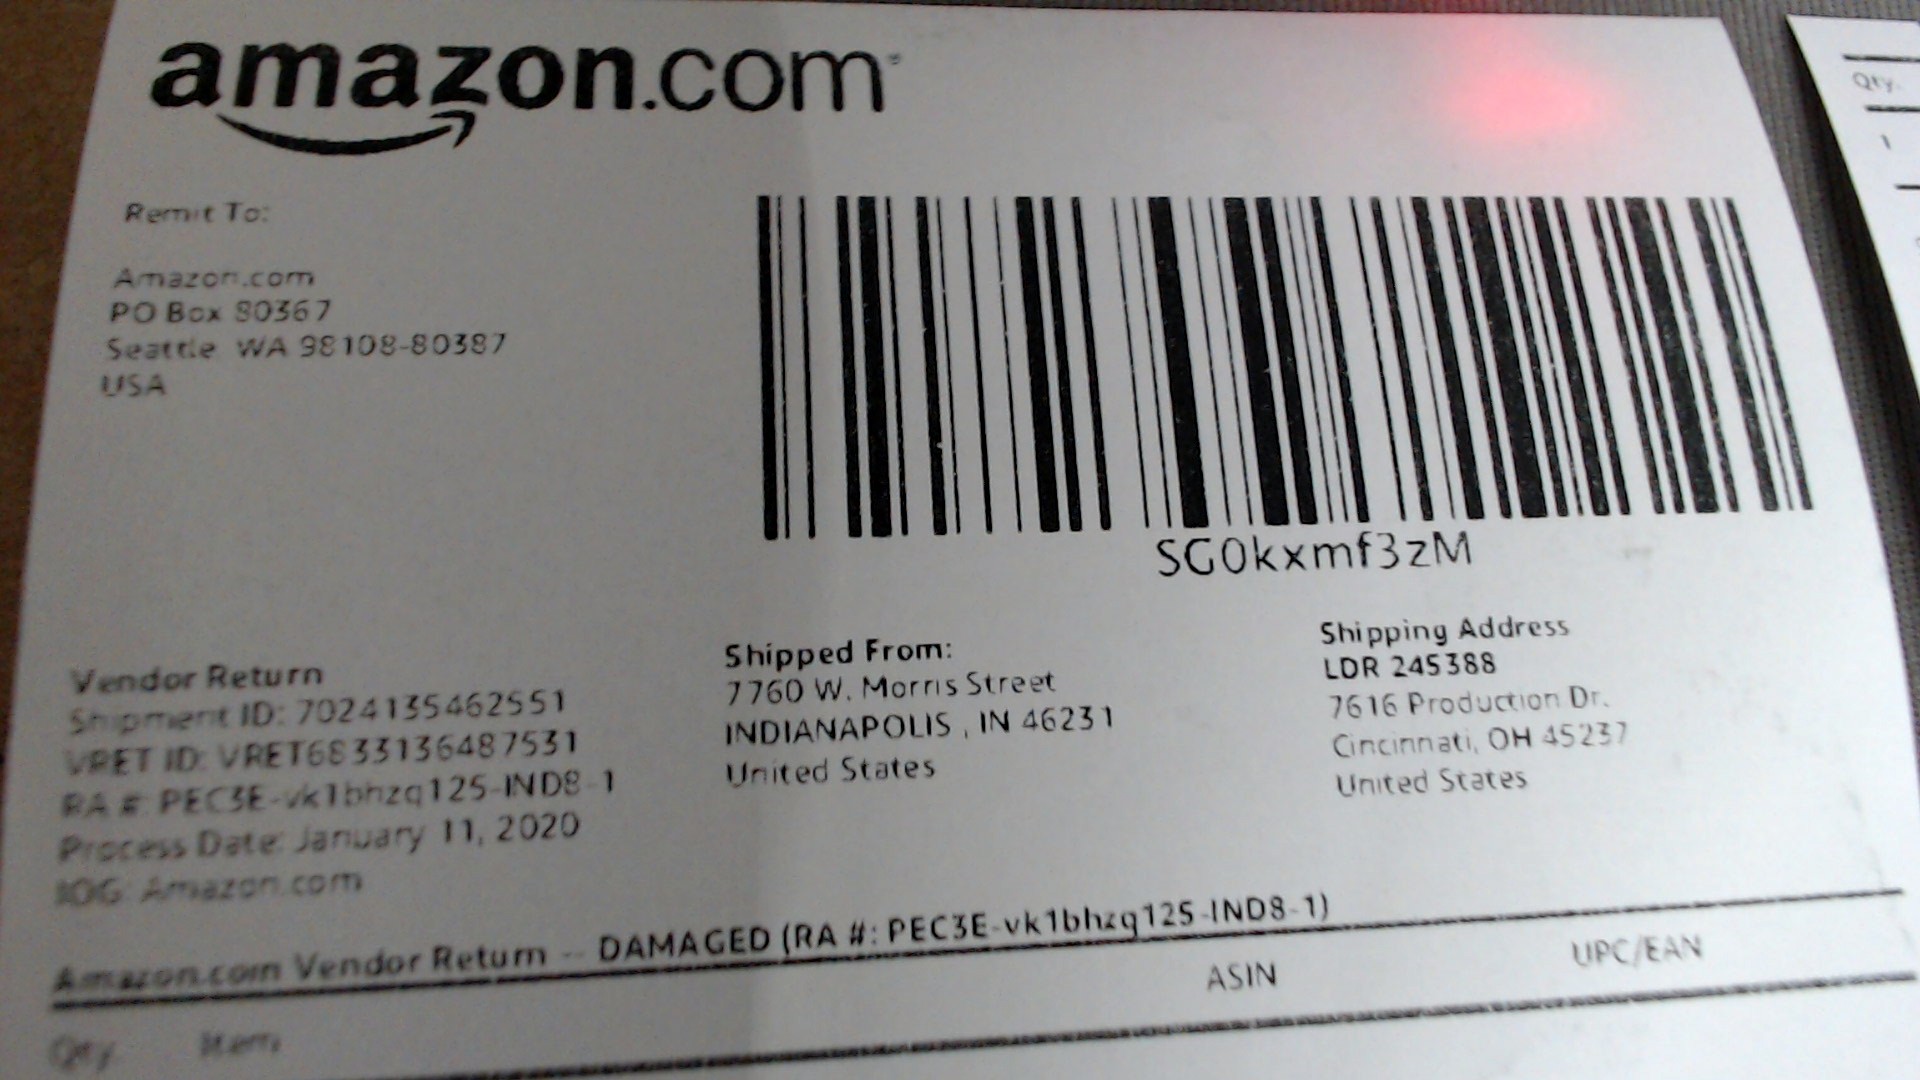 amazon.com
Remit To:
Amazon.com
PO Box 80367
Seattle WA 98108-80387
USA
SG0kxmf3zM
Vendor Return
Shipment ID: 7024135462551
VRET ID: VRET6833136487531
RA #: PEC3E-vk1bhzq125-IND8-1
Process Date: January 11, 2020
IOG: Amazon.com
Shipped From:
7760 W. Morris Street
INDIANAPOLIS , IN 46231
United States
Shipping Address
LDR 245388
7616 Production Dr.
Cincinnati, OH 45237
United States
Amazon.com Vendor Return -- DAMAGED (RA #: PEC3E-vk1bhzq125-IND8-1)
Qty Item ASIN UPC/EAN
Qty.
1